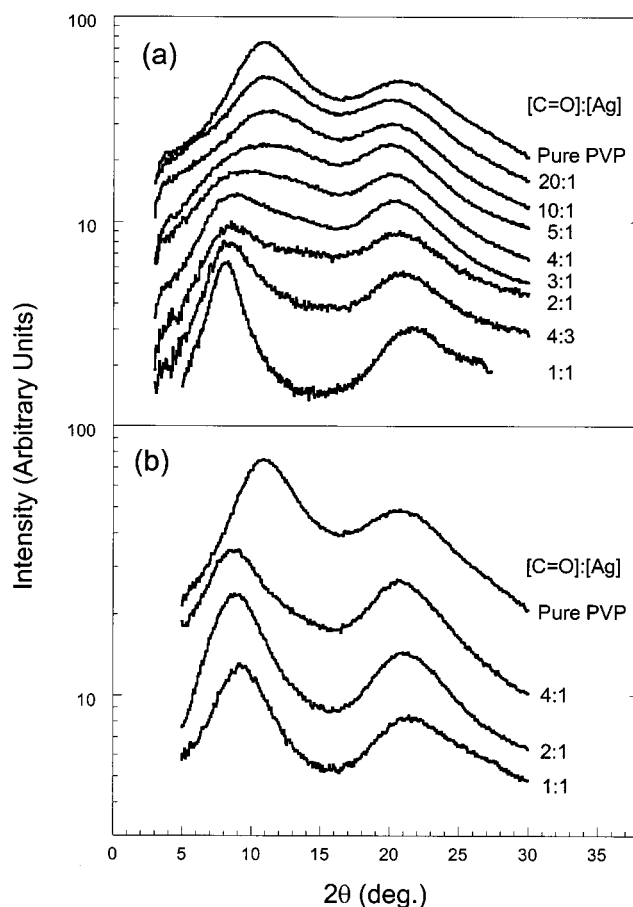 100
(a)
[C=O]:[Ag]
Pure PVP
20:1
10:1
10
5:1
4:1
3:1
2:1
4:3
1:1
Intensity (Arbitrary Units)
100
(b)
[C=O]:[Ag]
Pure PVP
10
4:1
2:1
1:1
0 5 10 15 20 25 30 35
2θ (deg.)